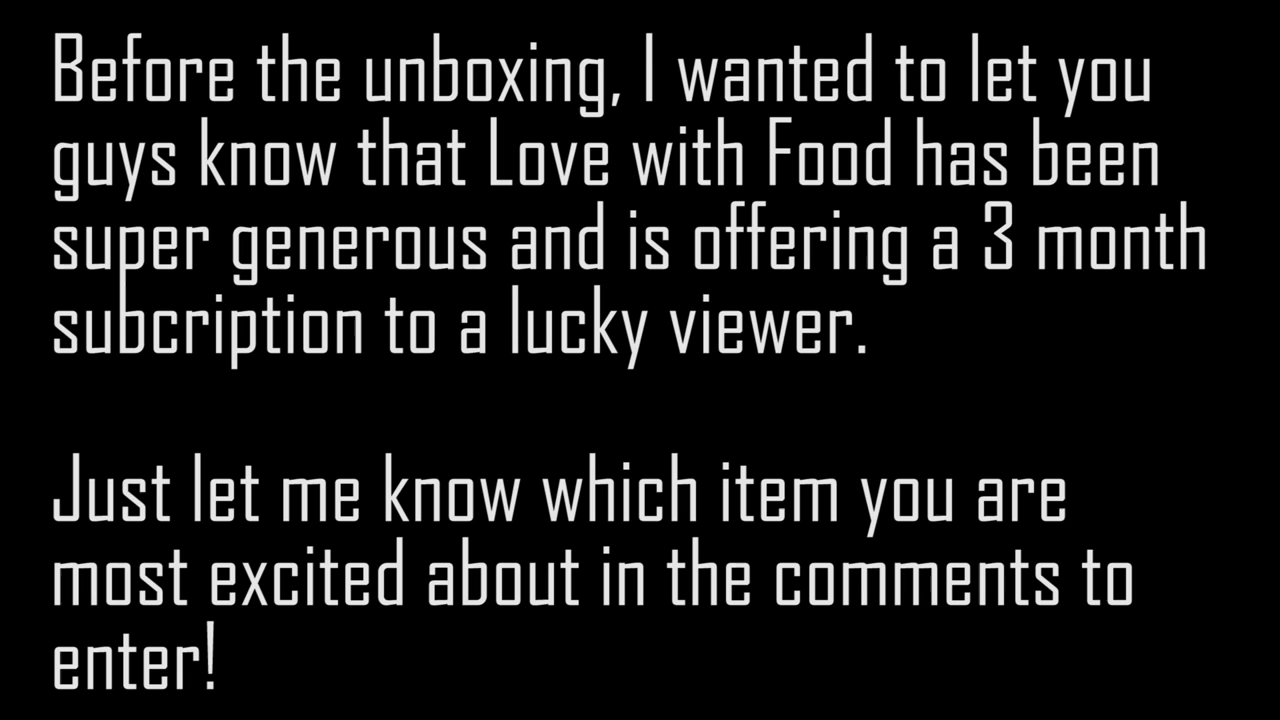 Before the unboxing, I wanted to let you
guys know that Love with Food has been
super generous and is offering a 3 month
subcription to a lucky viewer.
Just let me know which item you are
most excited about in the comments to
enter!